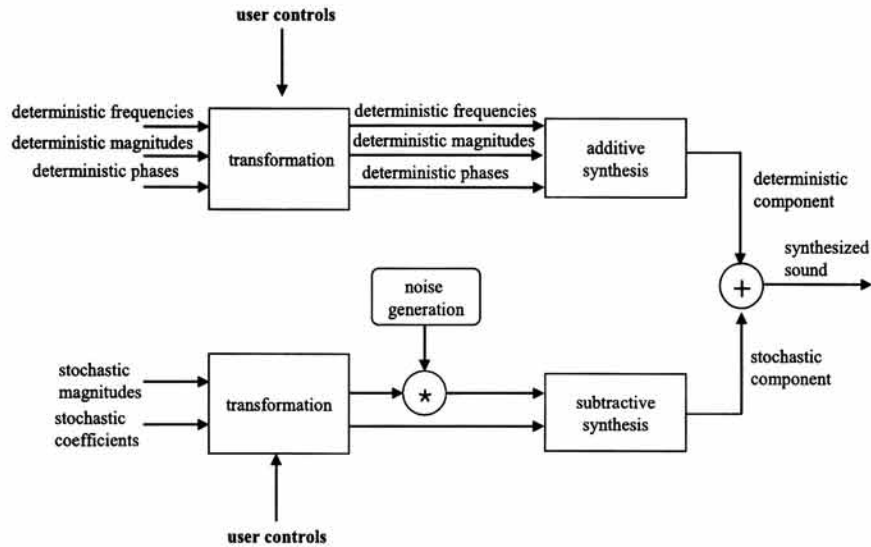 user controls
deterministic frequencies
deterministic magnitudes
deterministic phases
transformation
deterministic frequencies
deterministic magnitudes
deterministic phases
additive
synthesis
deterministic
component
synthesized
sound
+
noise
generation
stochastic
magnitudes
stochastic
coefficients
transformation
*
subtractive
synthesis
stochastic
component
user controls